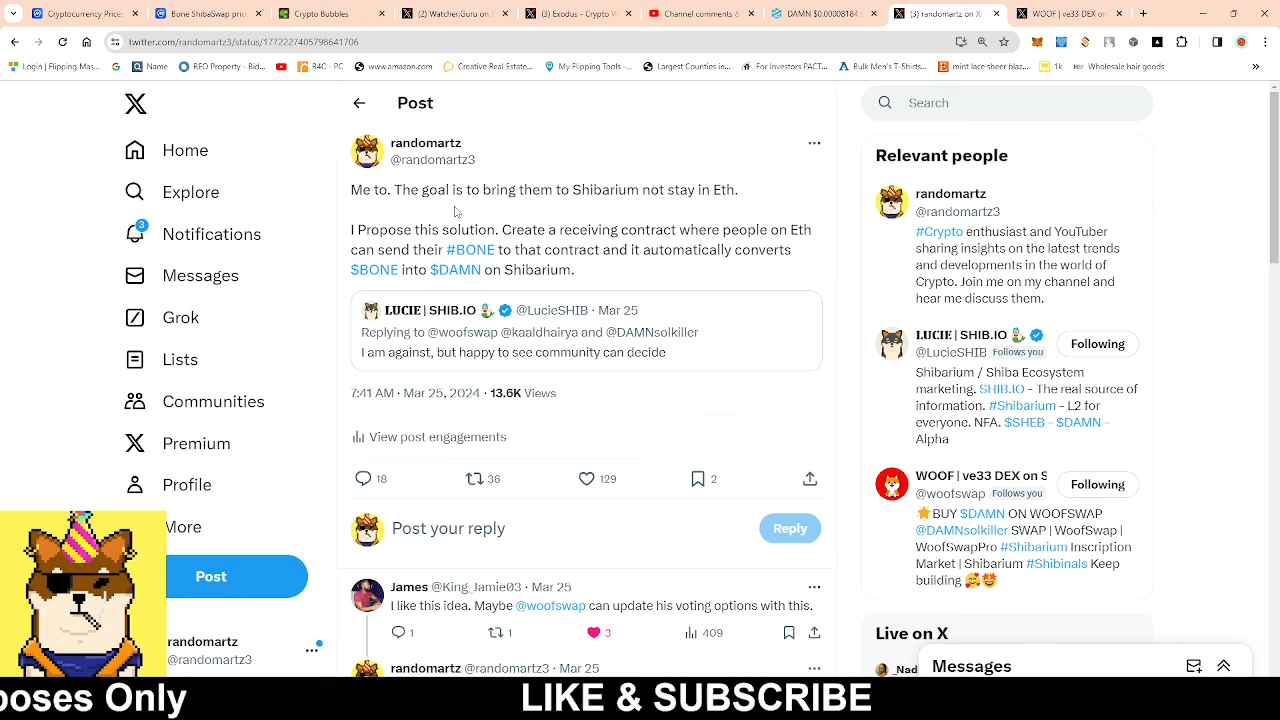 Cryptocurrency Prices
Bone ShibaSwap pric
Crypto Bubbles
(2) Watcher.Guru on
(3) Exodus - Crypto W
Channel comments &
DAMN $0.00008184
(3) randomartz on X:
WOOF | ve33 DEX on
twitter.com/randomartz3/status/1772227405798641706
Login | Flipping Mas...
Name
REO Property - Bid...
R4C - PC
www.amazon.com
Creative Real Estate...
My Flipping Tools -...
Largest Counties in...
For Investors PACT...
Bulk Men's T-Shirts...
mint lace sheer blaz...
1k
Wholesale hair goods
Home
Explore
3
Notifications
Messages
Grok
Lists
Communities
Premium
Profile
More
Post
randomartz
@randomartz3
Post
randomartz
@randomartz3
Me to. The goal is to bring them to Shibarium not stay in Eth.
I Propose this solution. Create a receiving contract where people on Eth
can send their #BONE to that contract and it automatically converts
$BONE into $DAMN on Shibarium.
LUCIE | SHIB.IO @LucieSHIB · Mar 25
Replying to @woofswap @kaaldhairya and @DAMNsolkiller
I am against, but happy to see community can decide
7:41 AM · Mar 25, 2024 · 13.6K Views
View post engagements
18
36
129
2
Post your reply
Reply
James @King_Jamie03 · Mar 25
I like this idea. Maybe @woofswap can update his voting options with this.
1
1
3
409
randomartz @randomartz3 · Mar 25
Search
Relevant people
randomartz
@randomartz3
#Crypto enthusiast and YouTuber
sharing insights on the latest trends
and developments in the world of
Crypto. Join me on my channel and
hear me discuss them.
LUCIE | SHIB.IO
@LucieSHIB Follows you
Following
Shibarium / Shiba Ecosystem
marketing. SHIB.IO - The real source of
information. #Shibarium - L2 for
everyone. NFA. $SHEB - $DAMN -
Alpha
WOOF | ve33 DEX on S
@woofswap Follows you
Following
BUY $DAMN ON WOOFSWAP
@DAMNsolkiller SWAP | WoofSwap |
WoofSwapPro #Shibarium Inscription
Market | Shibarium #Shibinals Keep
building
Live on X
_Nad
Messages
ooses Only
LIKE & SUBSCRIBE